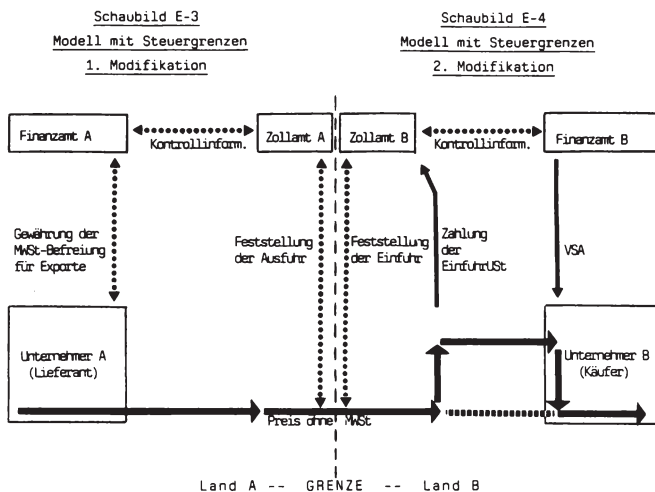 Schaubild E-3
Modell mit Steuergrenzen
1. Modifikation
Schaubild E-4
Modell mit Steuergrenzen
2. Modifikation
Finanzamt A
Kontrollinform.
Zollamt A
Zollamt B
Kontrollinform.
Finanzamt B
Gewährung der
MWSt-Befreiung
für Exporte
Feststellung
der Ausfuhr
Feststellung
der Einfuhr
Zahlung
der
EinfuhrUSt
VSA
Unternehmer A
(Lieferant)
Unternehmer B
(Käufer)
Preis ohne MWSt
Land A -- GRENZE -- Land B